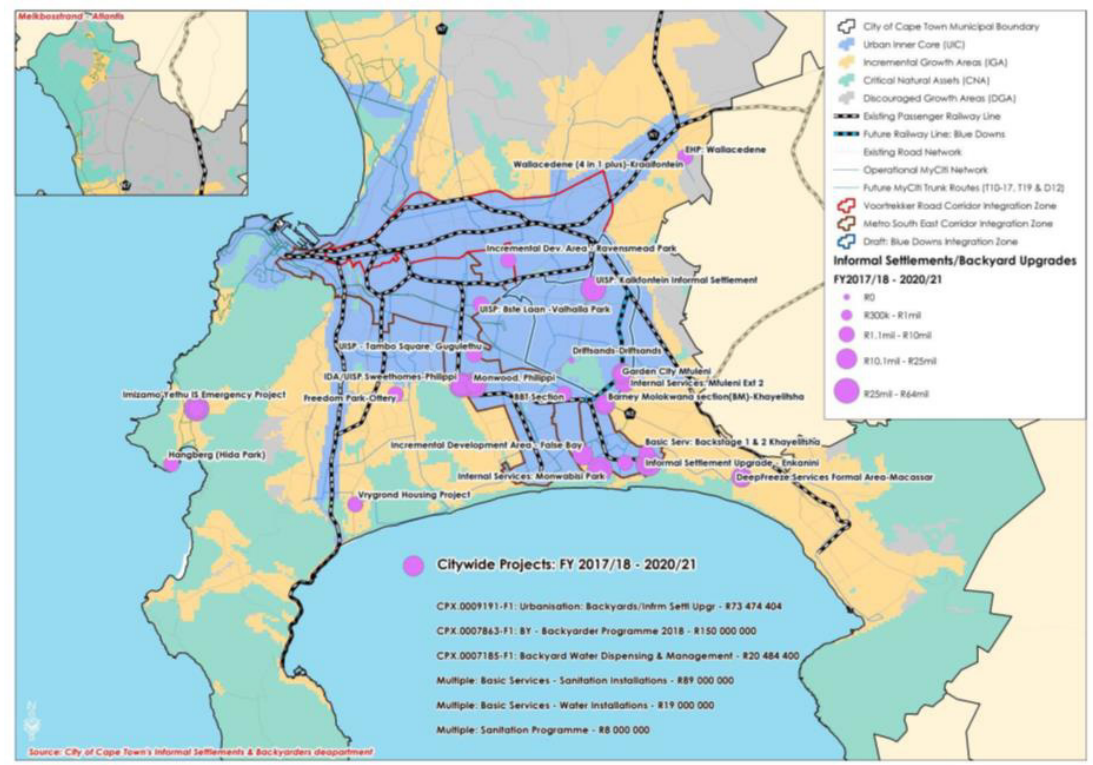 Melkbosstrand - Atlantis
City of Cape Town Municipal Boundary
Urban Inner Core (UIC)
Incremental Growth Areas (IGA)
Critical Natural Assets (CNA)
Discouraged Growth Areas (DGA)
Existing Passenger Railway Line
Future Railway Line: Blue Downs
Existing Road Network
Operational MyCiti Network
Future MyCiti Trunk Routes (T10-17, T19 & D12)
Voortrekker Road Corridor Integration Zone
Metro South East Corridor Integration Zone
Draft: Blue Downs Integration Zone
Informal Settlements/Backyard Upgrades
FY2017/18 - 2020/21
R0
R300k - R1mil
R1.1mil - R10mil
R10.1mil - R25mil
R25mil - R64mil
EHP: Wallacedene
Wallacedene (4 in 1 plus)-Kraaifontein
Incremental Dev. Area - Ravensmead Park
UISP: Kalkfontein Informal Settlement
UISP: 8ste Laan -Valhalla Park
UISP - Tambo Square, Gugulethu
Driftsands-Driftsands
Garden City Mfuleni
IDA/UISP Sweethomes-Philippi
Monwood, Philippi
Internal Services: Mfuleni Ext 2
Imizamo Yethu IS Emergency Project
Freedom Park-Ottery
BBT Section
Barney Molokwana section(BM)-Khayelitsha
Incremental Development Area - False Bay
Basic Serv: Backstage 1 & 2 Khayelitsha
Hangberg (Hida Park)
Informal Settlement Upgrade - Enkanini
Internal Services: Monwabisi Park
DeepFreeze:Services Formal Area-Macassar
Vrygrond Housing Project
Citywide Projects: FY 2017/18 - 2020/21
CPX.0009191-F1: Urbanisation: Backyards/Infrm Settl Upgr - R73 474 404
CPX.0007863-F1: BY - Backyarder Programme 2018 - R150 000 000
CPX.0007185-F1: Backyard Water Dispensing & Management - R20 484 400
Multiple: Basic Services - Sanitation Installations - R89 000 000
Multiple: Basic Services - Water Installations - R19 000 000
Multiple: Sanitation Programme - R8 000 000
Source: City of Cape Town's Informal Settlements & Backyarders deapartment